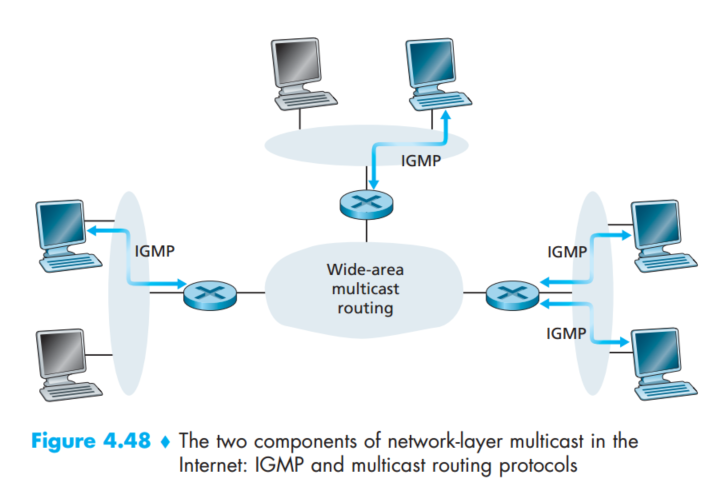 IGMP
IGMP
Wide-area
multicast
routing
IGMP
IGMP
Figure 4.48 ♦ The two components of network-layer multicast in the
Internet: IGMP and multicast routing protocols